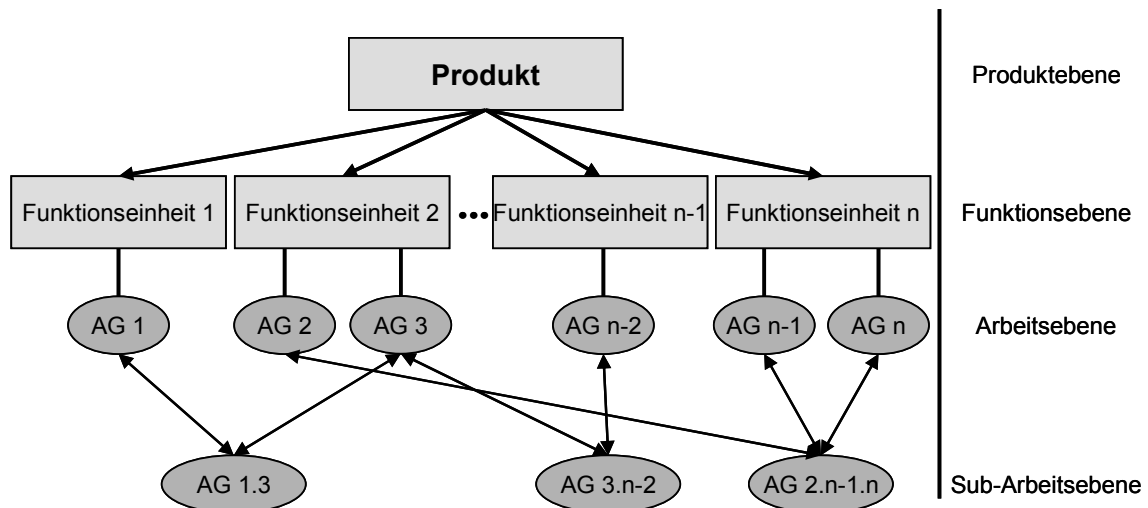 Produkt
Produktebene
Funktionseinheit 1
Funktionseinheit 2
•••
Funktionseinheit n-1
Funktionseinheit n
Funktionsebene
AG 1
AG 2
AG 3
AG n-2
AG n-1
AG n
Arbeitsebene
AG 1.3
AG 3.n-2
AG 2.n-1.n
Sub-Arbeitsebene